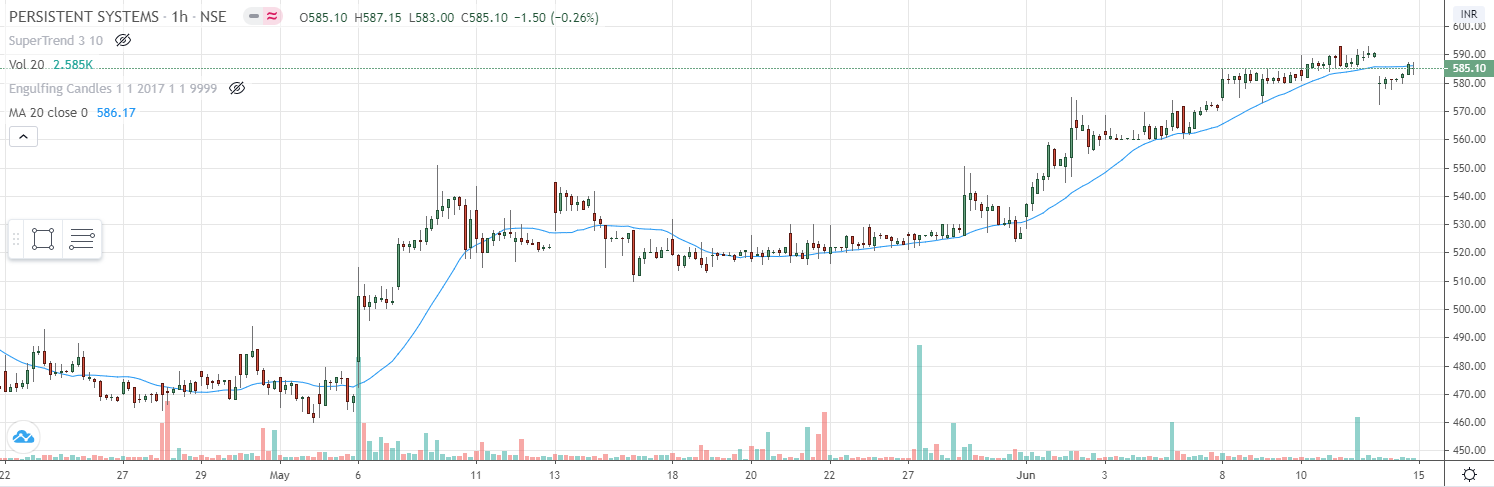 PERSISTENT SYSTEMS · 1h · NSE O585.10 H587.15 L583.00 C585.10 −1.50 (−0.26%)
SuperTrend 3 10
Vol 20 2.585K
Engulfing Candles 1 1 2017 1 1 9999
MA 20 close 0 586.17
INR
600.00
590.00
585.10
580.00
570.00
560.00
550.00
540.00
530.00
520.00
510.00
500.00
490.00
480.00
470.00
460.00
450.00
22 27 29 May 6 11 13 18 20 22 27 Jun 3 8 10 15